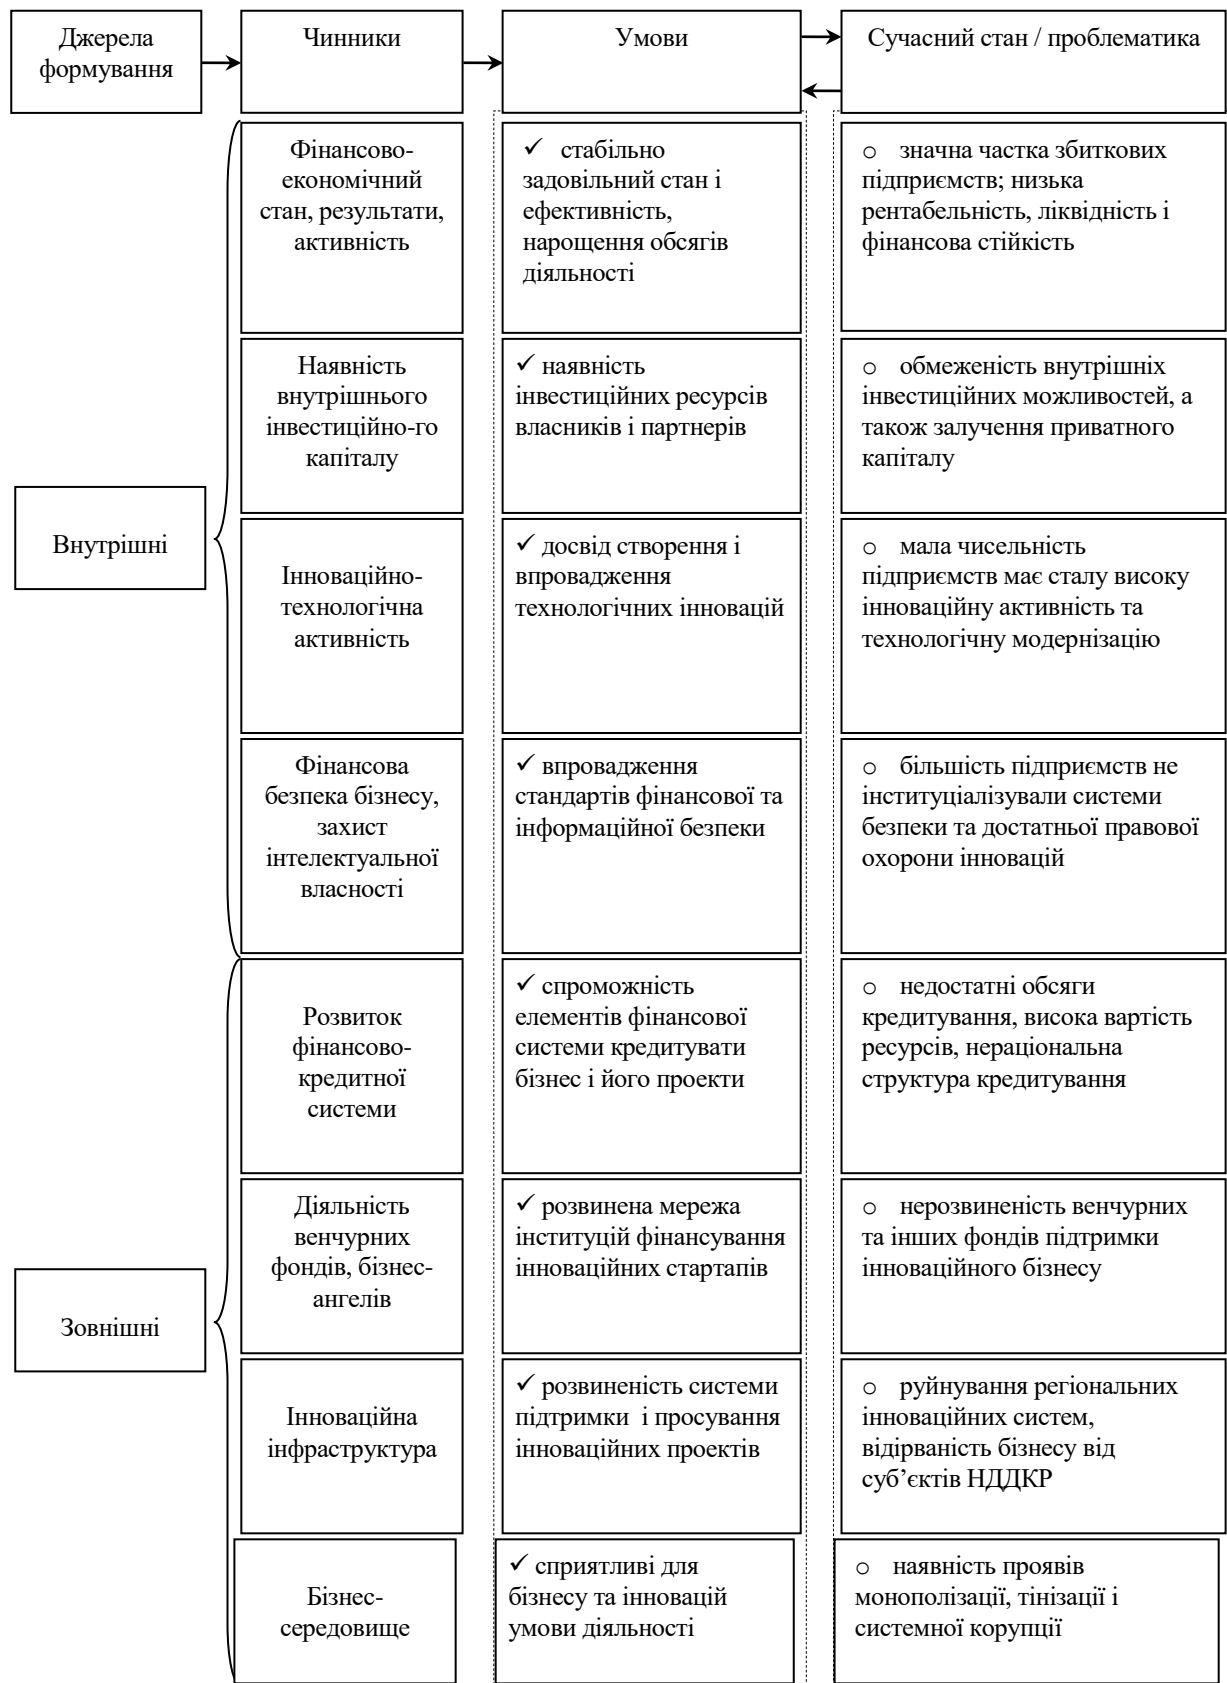 Джерела
формування
Чинники
Умови
Сучасний стан / проблематика
Внутрішні
Фінансово-
економічний
стан, результати,
активність
✓ стабільно
задовільний стан і
ефективність,
нарощення обсягів
діяльності
o значна частка збиткових
підприємств; низька
рентабельність, ліквідність і
фінансова стійкість
Наявність
внутрішнього
інвестиційно-го
капіталу
✓ наявність
інвестиційних ресурсів
власників і партнерів
o обмеженість внутрішніх
інвестиційних можливостей, а
також залучення приватного
капіталу
Інноваційно-
технологічна
активність
✓ досвід створення і
впровадження
технологічних інновацій
o мала чисельність
підприємств має сталу високу
інноваційну активність та
технологічну модернізацію
Фінансова
безпека бізнесу,
захист
інтелектуальної
власності
✓ впровадження
стандартів фінансової та
інформаційної безпеки
o більшість підприємств не
інституціалізували системи
безпеки та достатньої правової
охорони інновацій
Зовнішні
Розвиток
фінансово-
кредитної
системи
✓ спроможність
елементів фінансової
системи кредитувати
бізнес і його проекти
o недостатні обсяги
кредитування, висока вартість
ресурсів, нераціональна
структура кредитування
Діяльність
венчурних
фондів, бізнес-
ангелів
✓ розвинена мережа
інституцій фінансування
інноваційних стартапів
o нерозвиненість венчурних
та інших фондів підтримки
інноваційного бізнесу
Інноваційна
інфраструктура
✓ розвиненість системи
підтримки і просування
інноваційних проектів
o руйнування регіональних
інноваційних систем,
відірваність бізнесу від
суб’єктів НДДКР
Бізнес-
середовище
✓ сприятливі для
бізнесу та інновацій
умови діяльності
o наявність проявів
монополізації, тінізації і
системної корупції